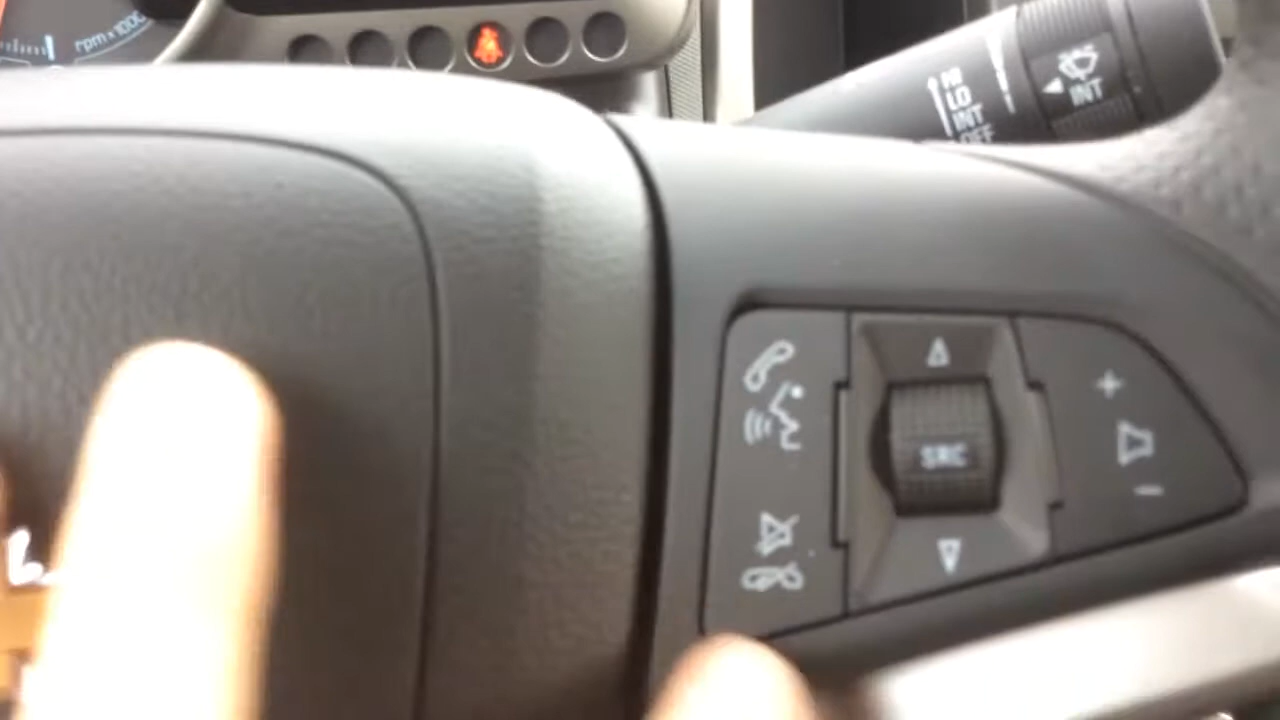 rpm x 1000
HI
LO
INT
OFF
INT
SRC